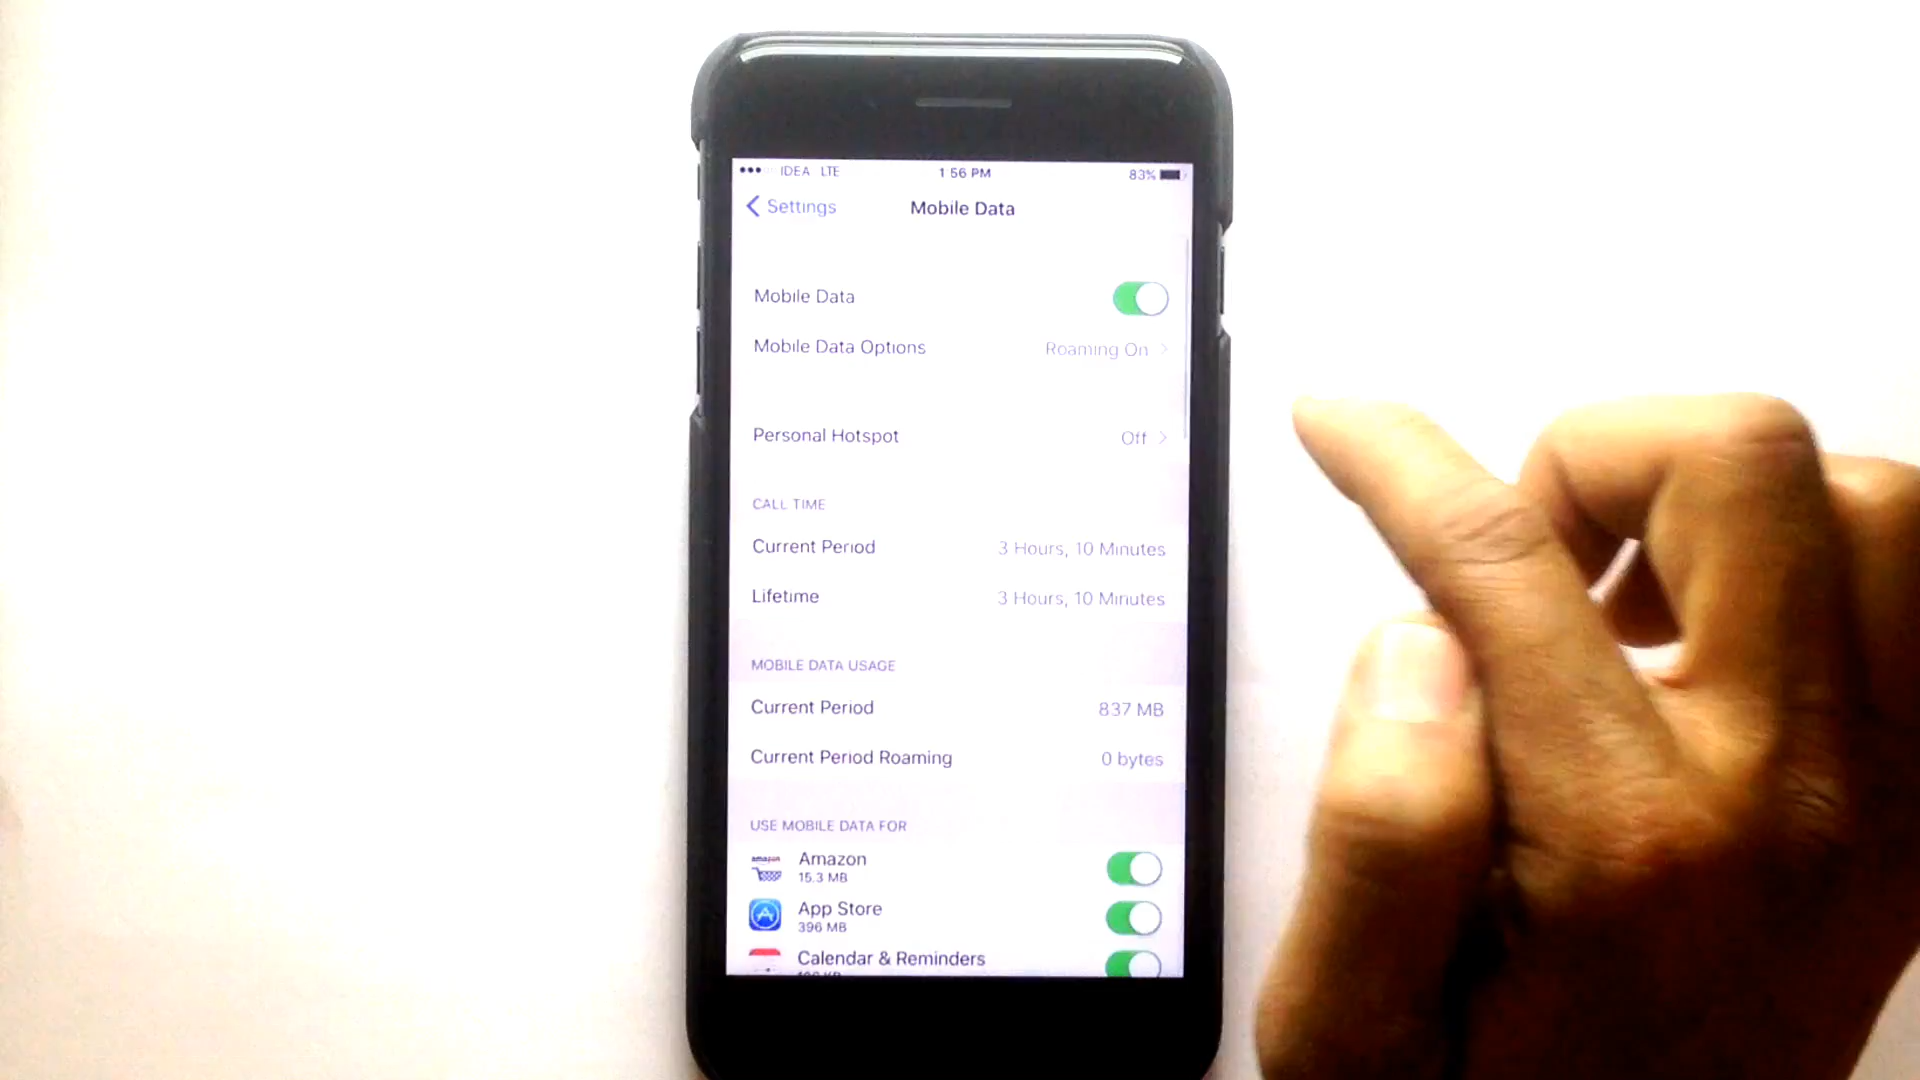 IDEA LTE 1:56 PM 83%
Settings Mobile Data
Mobile Data
Mobile Data Options Roaming On
Personal Hotspot Off
CALL TIME
Current Period 3 Hours, 10 Minutes
Lifetime 3 Hours, 10 Minutes
MOBILE DATA USAGE
Current Period 837 MB
Current Period Roaming 0 bytes
USE MOBILE DATA FOR
amazon
Amazon
15.3 MB
App Store
396 MB
Calendar & Reminders